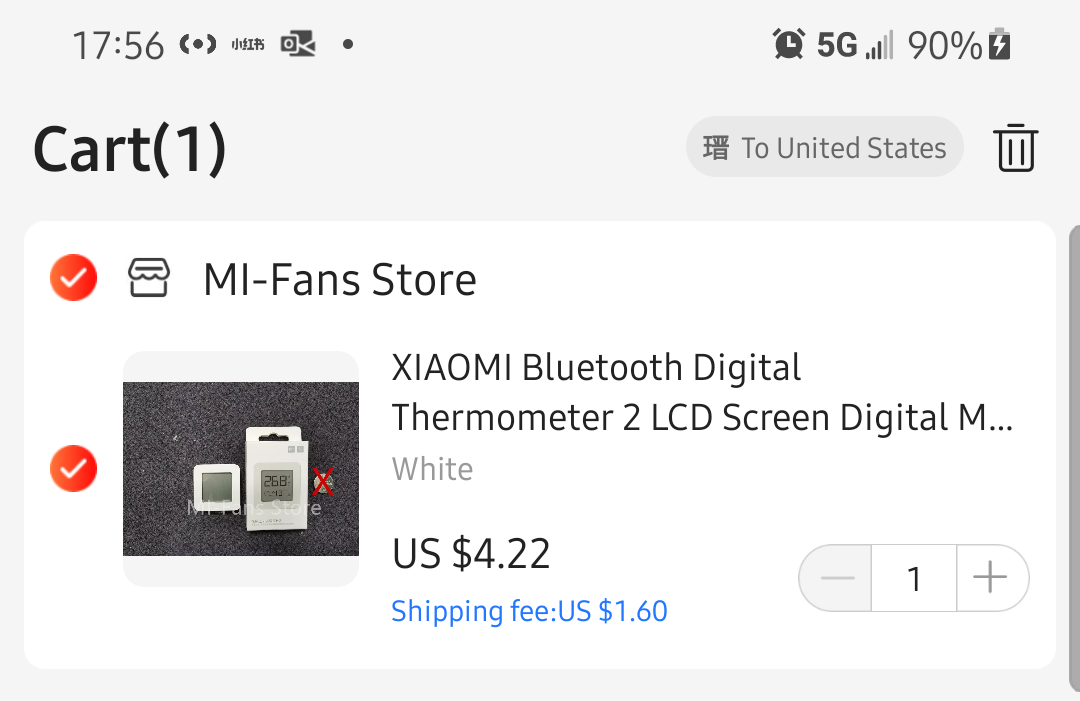 17:56 小红书 5G 90%
Cart(1)
To United States
MI-Fans Store
XIAOMI Bluetooth Digital
Thermometer 2 LCD Screen Digital M...
White
26.8
MI-Fans Store
US $4.22
1
Shipping fee:US $1.60